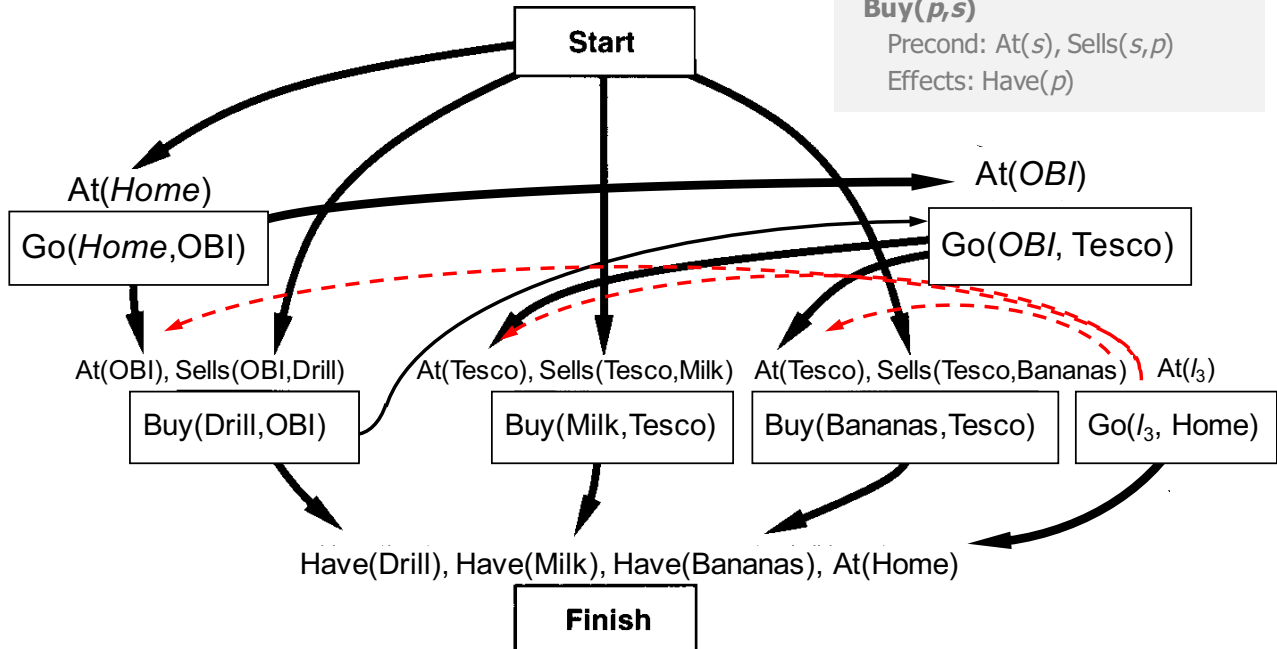 Buy(p,s)
Precond: At(s), Sells(s,p)
Effects: Have(p)
Start
At(Home)
At(OBI)
Go(Home,OBI)
Go(OBI, Tesco)
At(OBI), Sells(OBI,Drill)
At(Tesco), Sells(Tesco,Milk)
At(Tesco), Sells(Tesco,Bananas)
At(l₃)
Buy(Drill,OBI)
Buy(Milk,Tesco)
Buy(Bananas,Tesco)
Go(l₃, Home)
Have(Drill), Have(Milk), Have(Bananas), At(Home)
Finish